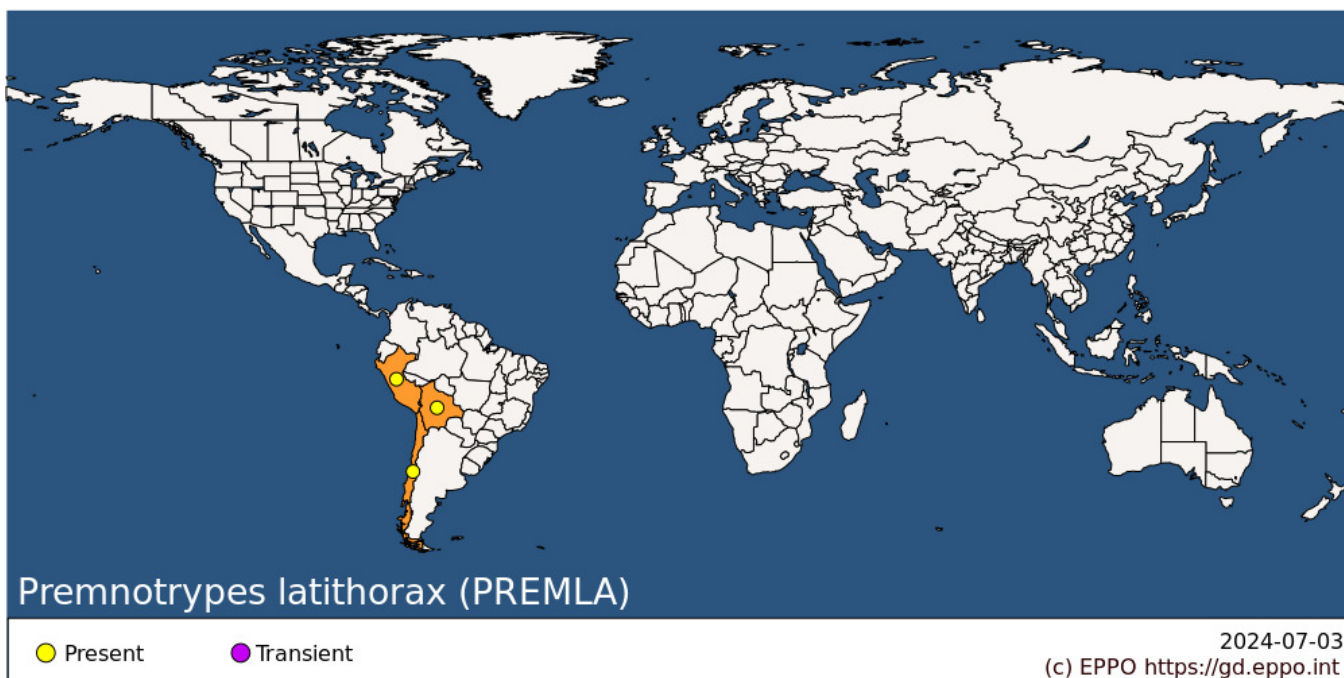 Premnotrypes latithorax (PREMLA)
Present
Transient
2024-07-03
(c) EPPO https://gd.eppo.int